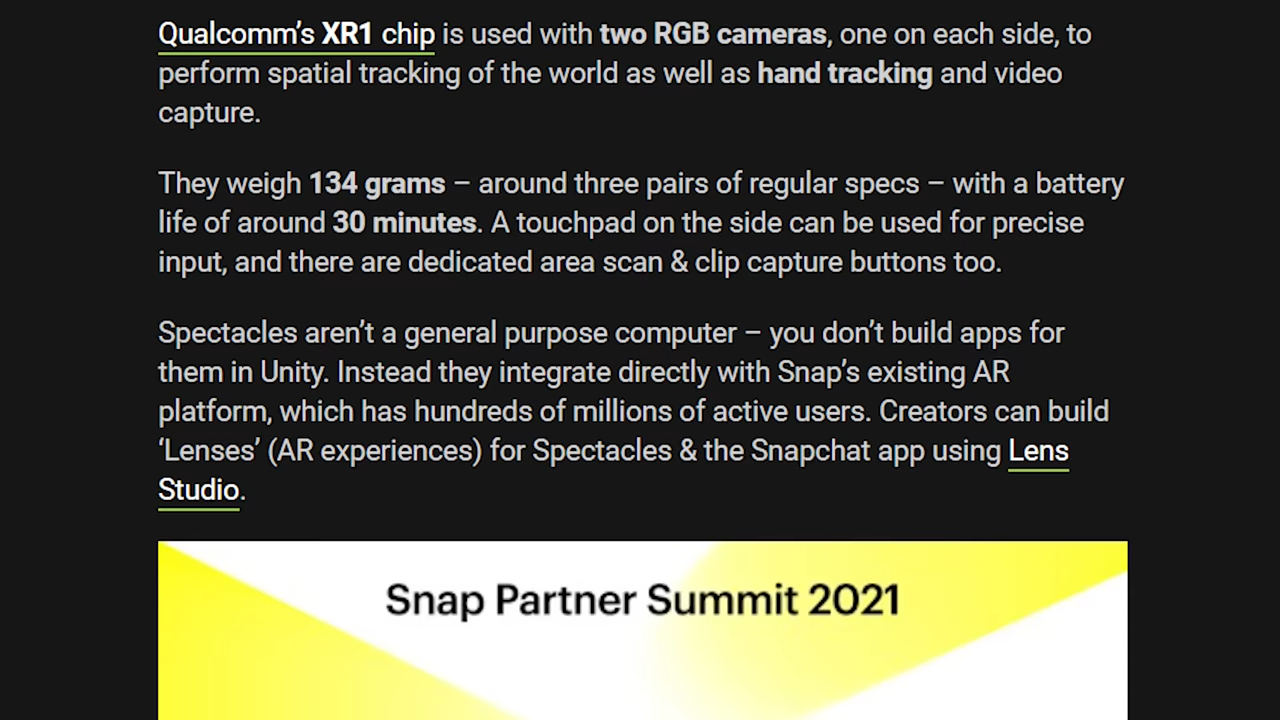 Qualcomm’s XR1 chip is used with two RGB cameras, one on each side, to
perform spatial tracking of the world as well as hand tracking and video
capture.
They weigh 134 grams – around three pairs of regular specs – with a battery
life of around 30 minutes. A touchpad on the side can be used for precise
input, and there are dedicated area scan & clip capture buttons too.
Spectacles aren’t a general purpose computer – you don’t build apps for
them in Unity. Instead they integrate directly with Snap’s existing AR
platform, which has hundreds of millions of active users. Creators can build
‘Lenses’ (AR experiences) for Spectacles & the Snapchat app using Lens
Studio.
Snap Partner Summit 2021